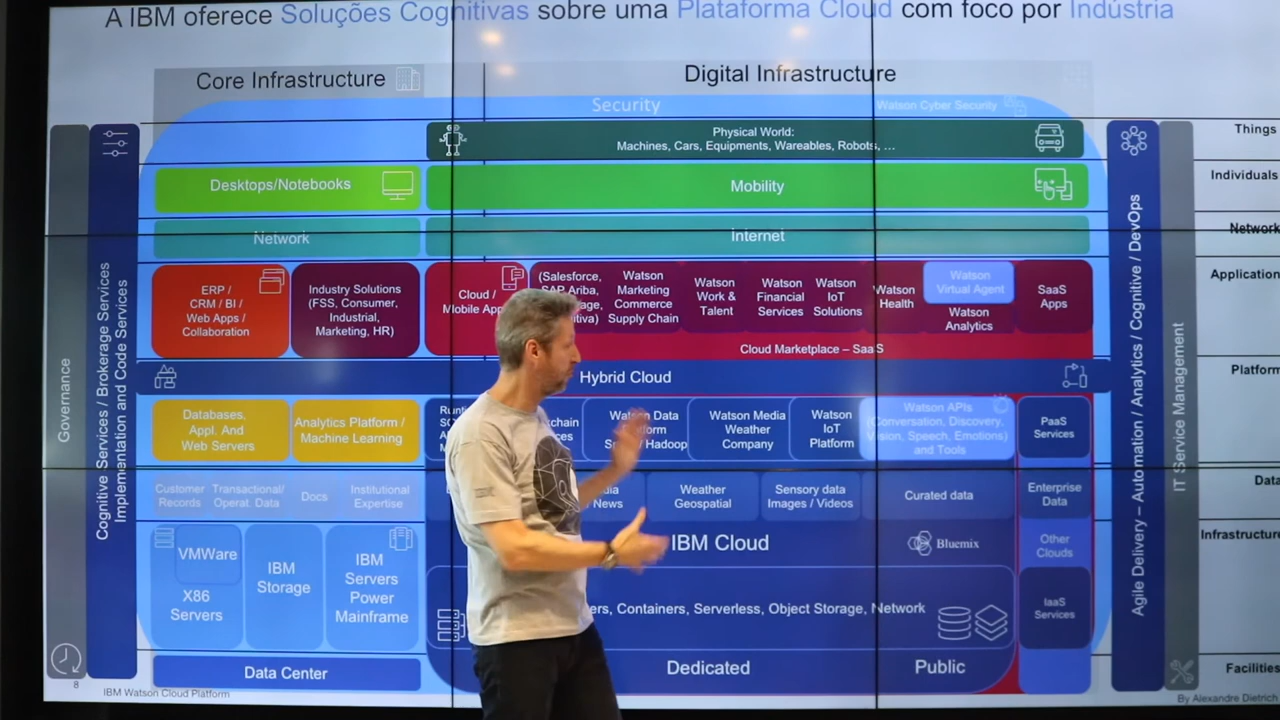 A IBM oferece Soluções Cognitivas sobre uma Plataforma Cloud com foco por Indústria
Core Infrastructure
Digital Infrastructure
Security
Watson Cyber Security
Physical World:
Machines, Cars, Equipments, Wareables, Robots, ...
Things
Desktops/Notebooks
Mobility
Individuals
Network
Internet
Network
ERP /
CRM / BI /
Web Apps /
Collaboration
Industry Solutions
(FSS, Consumer,
Industrial,
Marketing, HR)
Cloud /
Mobile
(Salesforce,
SAP Ariba,
Watson
Marketing
Commerce
Supply Chain
Watson
Work &
Talent
Watson
Financial
Services
Watson
IoT
Solutions
Watson
Health
Watson
Virtual Agent
Watson
Analytics
SaaS
Apps
Application
Cloud Marketplace – SaaS
Hybrid Cloud
Platform
Databases,
Appl. And
Web Servers
Analytics Platform /
Machine Learning
Watson Data
/ Hadoop
Watson Media
Weather
Company
Watson
IoT
Platform
Watson APIs
(Conversation, Discovery,
Vision, Speech, Emotions)
and Tools
PaaS
Services
Customer
Records
Transactional/
Operat. Data
Docs
Institutional
Expertise
News
Weather
Geospatial
Sensory data
Images / Videos
Curated data
Enterprise
Data
Data
VMWare
X86
Servers
IBM
Storage
IBM
Servers
Power
Mainframe
IBM Cloud
Bluemix
Other
Clouds
Infrastructure
Containers, Serverless, Object Storage, Network
IaaS
Services
Data Center
Dedicated
Public
Facilities
Governance
Cognitive Services / Brokerage Services
Implementation and Code Services
Agile Delivery – Automation / Analytics / Cognitive / DevOps
IT Service Management
8
IBM Watson Cloud Platform
By Alexandre Dietrich